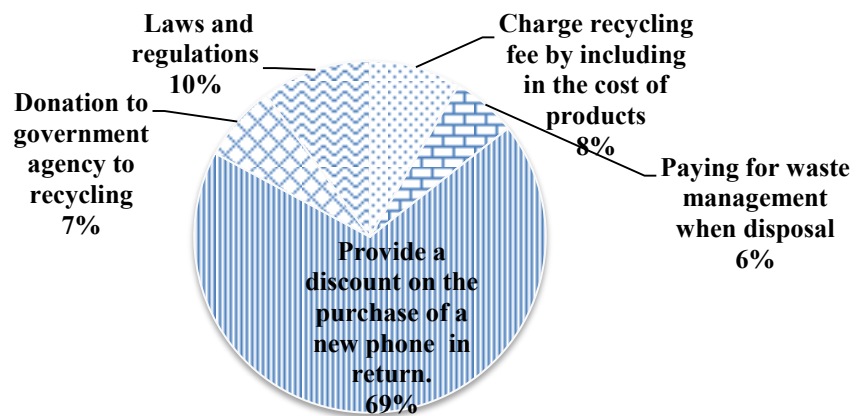 Laws and
regulations
10%
Charge recycling
fee by including
in the cost of
products
8%
Donation to
government
agency to
recycling
7%
Paying for waste
management
when disposal
6%
Provide a
discount on the
purchase of a
new phone in
return.
69%